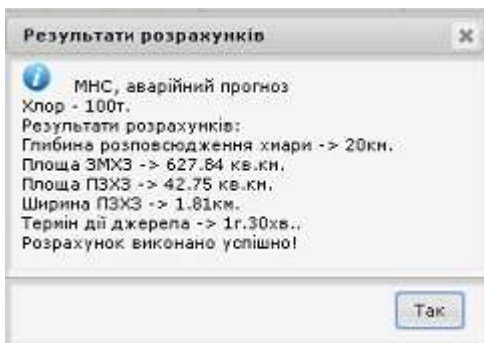 Результати розрахунків
МНС, аварійний прогноз
Хлор - 100т.
Результати розрахунків:
Глибина розповсюдження хмари -> 20км.
Площа ЗМХЗ -> 627.84 кв.км.
Площа ПЗХЗ -> 42.75 кв.км.
Ширина ПЗХЗ -> 1.81км.
Термін дії джерела -> 1г.30хв..
Розрахунок виконано успішно!
Так